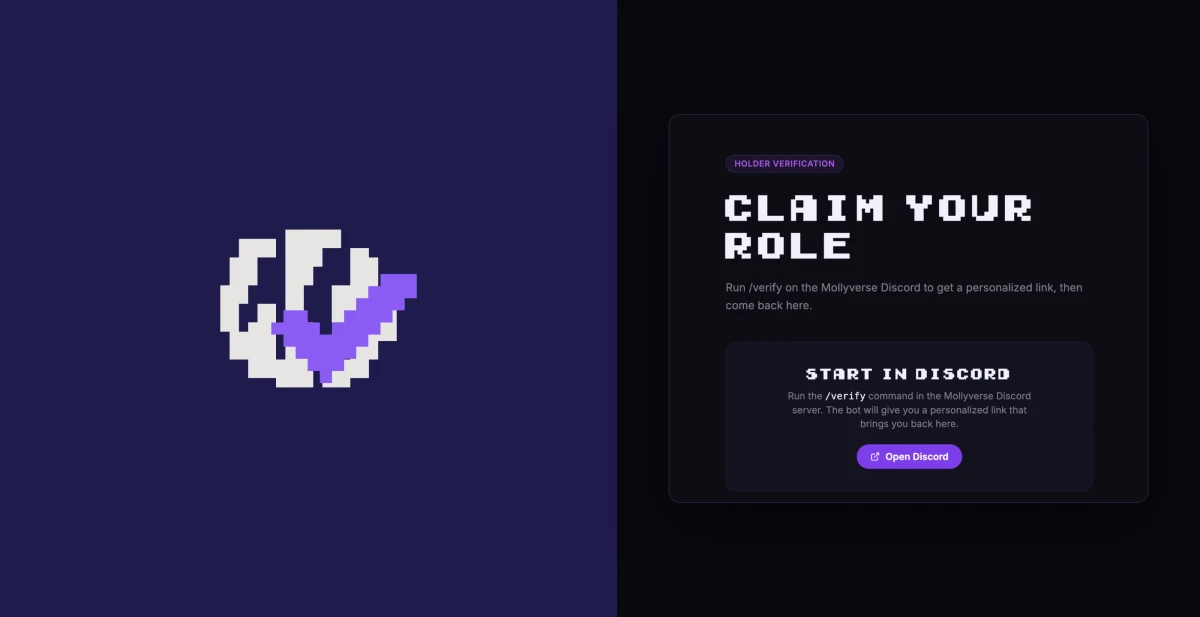 HOLDER VERIFICATION
CLAIM YOUR
ROLE
Run /verify on the Mollyverse Discord to get a personalized link, then
come back here.
START IN DISCORD
Run the /verify command in the Mollyverse Discord
server. The bot will give you a personalized link that
brings you back here.
Open Discord